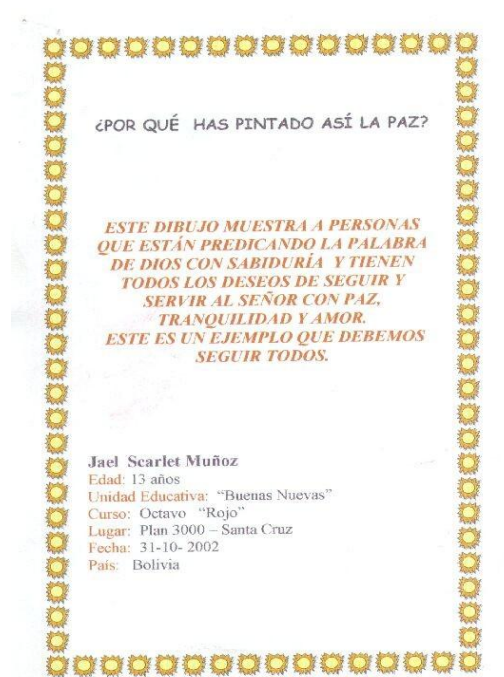 ¿POR QUÉ HAS PINTADO ASÍ LA PAZ?
ESTE DIBUJO MUESTRA A PERSONAS
QUE ESTÁN PREDICANDO LA PALABRA
DE DIOS CON SABIDURÍA Y TIENEN
TODOS LOS DESEOS DE SEGUIR Y
SERVIR AL SEÑOR CON PAZ,
TRANQUILIDAD Y AMOR.
ESTE ES UN EJEMPLO QUE DEBEMOS
SEGUIR TODOS.
Jael Scarlet Muñoz
Edad: 13 años
Unidad Educativa: “Buenas Nuevas”
Curso: Octavo “Rojo”
Lugar: Plan 3000 – Santa Cruz
Fecha: 31-10- 2002
País: Bolivia